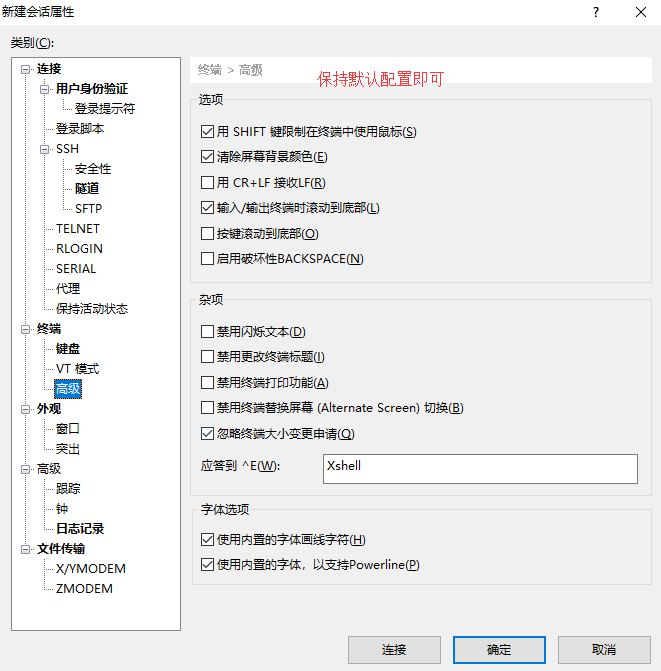 新建会话属性
类别(C):
连接
用户身份验证
登录提示符
登录脚本
SSH
安全性
隧道
SFTP
TELNET
RLOGIN
SERIAL
代理
保持活动状态
终端
键盘
VT 模式
高级
外观
窗口
突出
高级
跟踪
钟
日志记录
文件传输
X/YMODEM
ZMODEM
终端 > 高级
保持默认配置即可
选项
用 SHIFT 键限制在终端中使用鼠标(S)
清除屏幕背景颜色(E)
用 CR+LF 接收LF(R)
输入/输出终端时滚动到底部(L)
按键滚动到底部(O)
启用破坏性BACKSPACE(N)
杂项
禁用闪烁文本(D)
禁用更改终端标题(I)
禁用终端打印功能(A)
禁用终端替换屏幕 (Alternate Screen) 切换(B)
忽略终端大小变更申请(Q)
应答到 ^E(W): Xshell
字体选项
使用内置的字体画线字符(H)
使用内置的字体，以支持Powerline(P)
连接 确定 取消